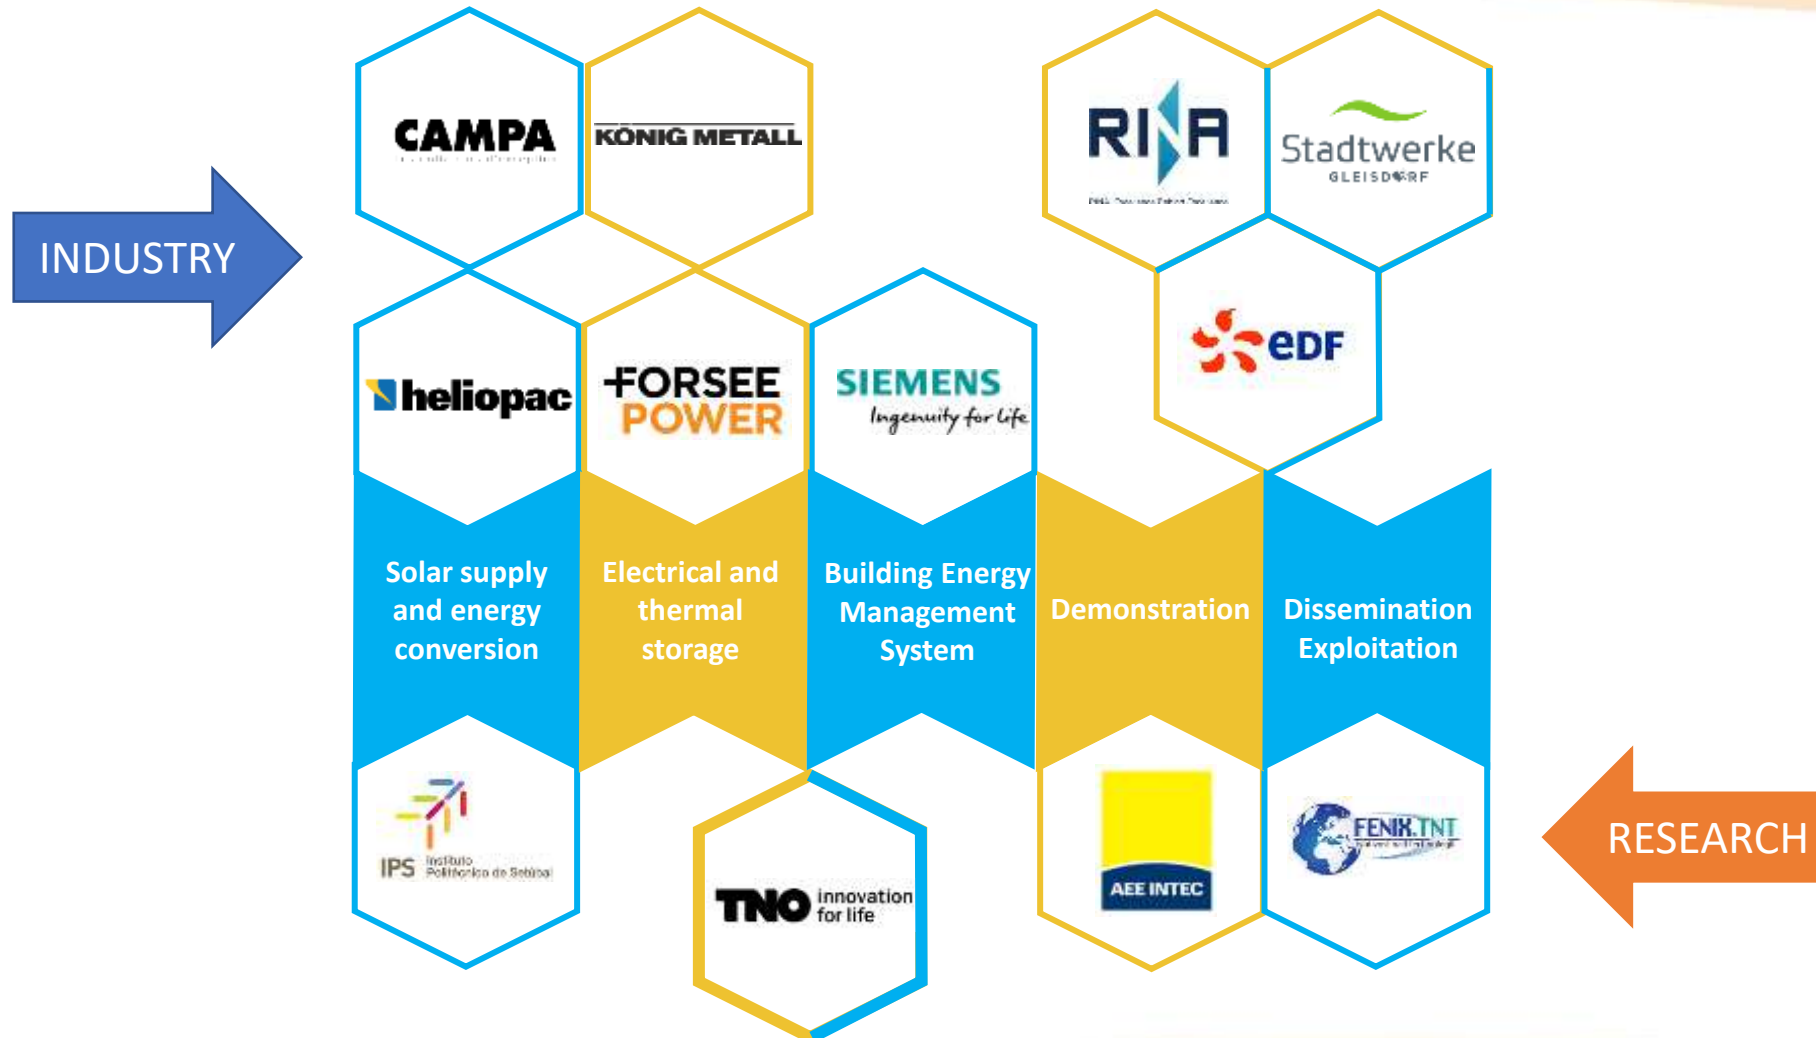 CAMPA
KÖNIG METALL
RINA
Stadtwerke
GLEISDORF
INDUSTRY
heliopac
FORSEE
POWER
SIEMENS
Ingenuity for life
eDF
Solar supply
and energy
conversion
Electrical and
thermal
storage
Building Energy
Management
System
Demonstration
Dissemination
Exploitation
IPS
Instituto
Politécnico de Setúbal
TNO
innovation
for life
AEE INTEC
FENIX.TNT
RESEARCH